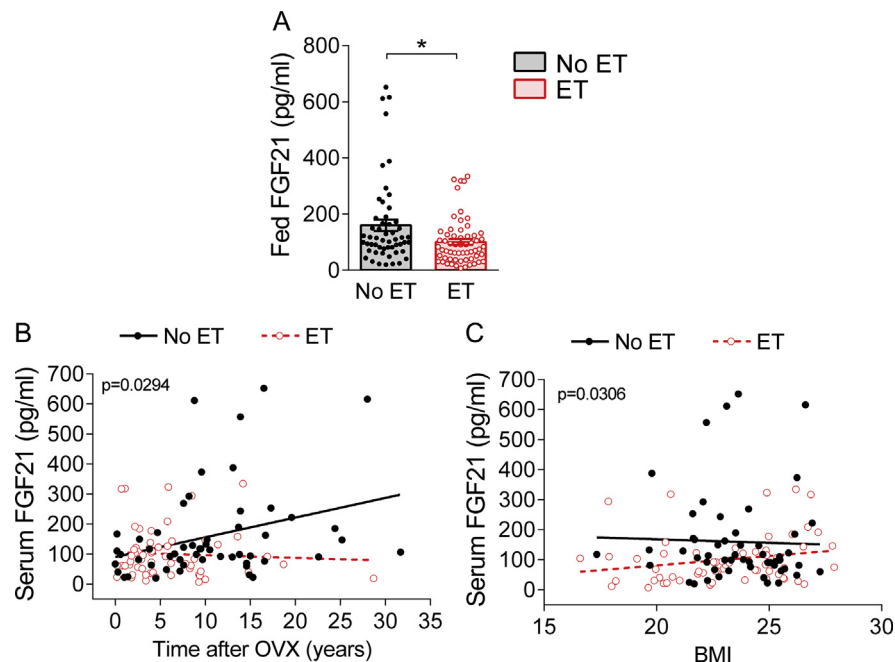 A
800
600
400
200
0
Fed FGF21 (pg/ml)
*
No ET
ET
No ET
ET
B
No ET
ET
p=0.0294
700
600
500
400
300
200
100
0
Serum FGF21 (pg/ml)
0 5 10 15 20 25 30 35
Time after OVX (years)
C
No ET
ET
p=0.0306
700
600
500
400
300
200
100
0
Serum FGF21 (pg/ml)
15 20 25 30
BMI